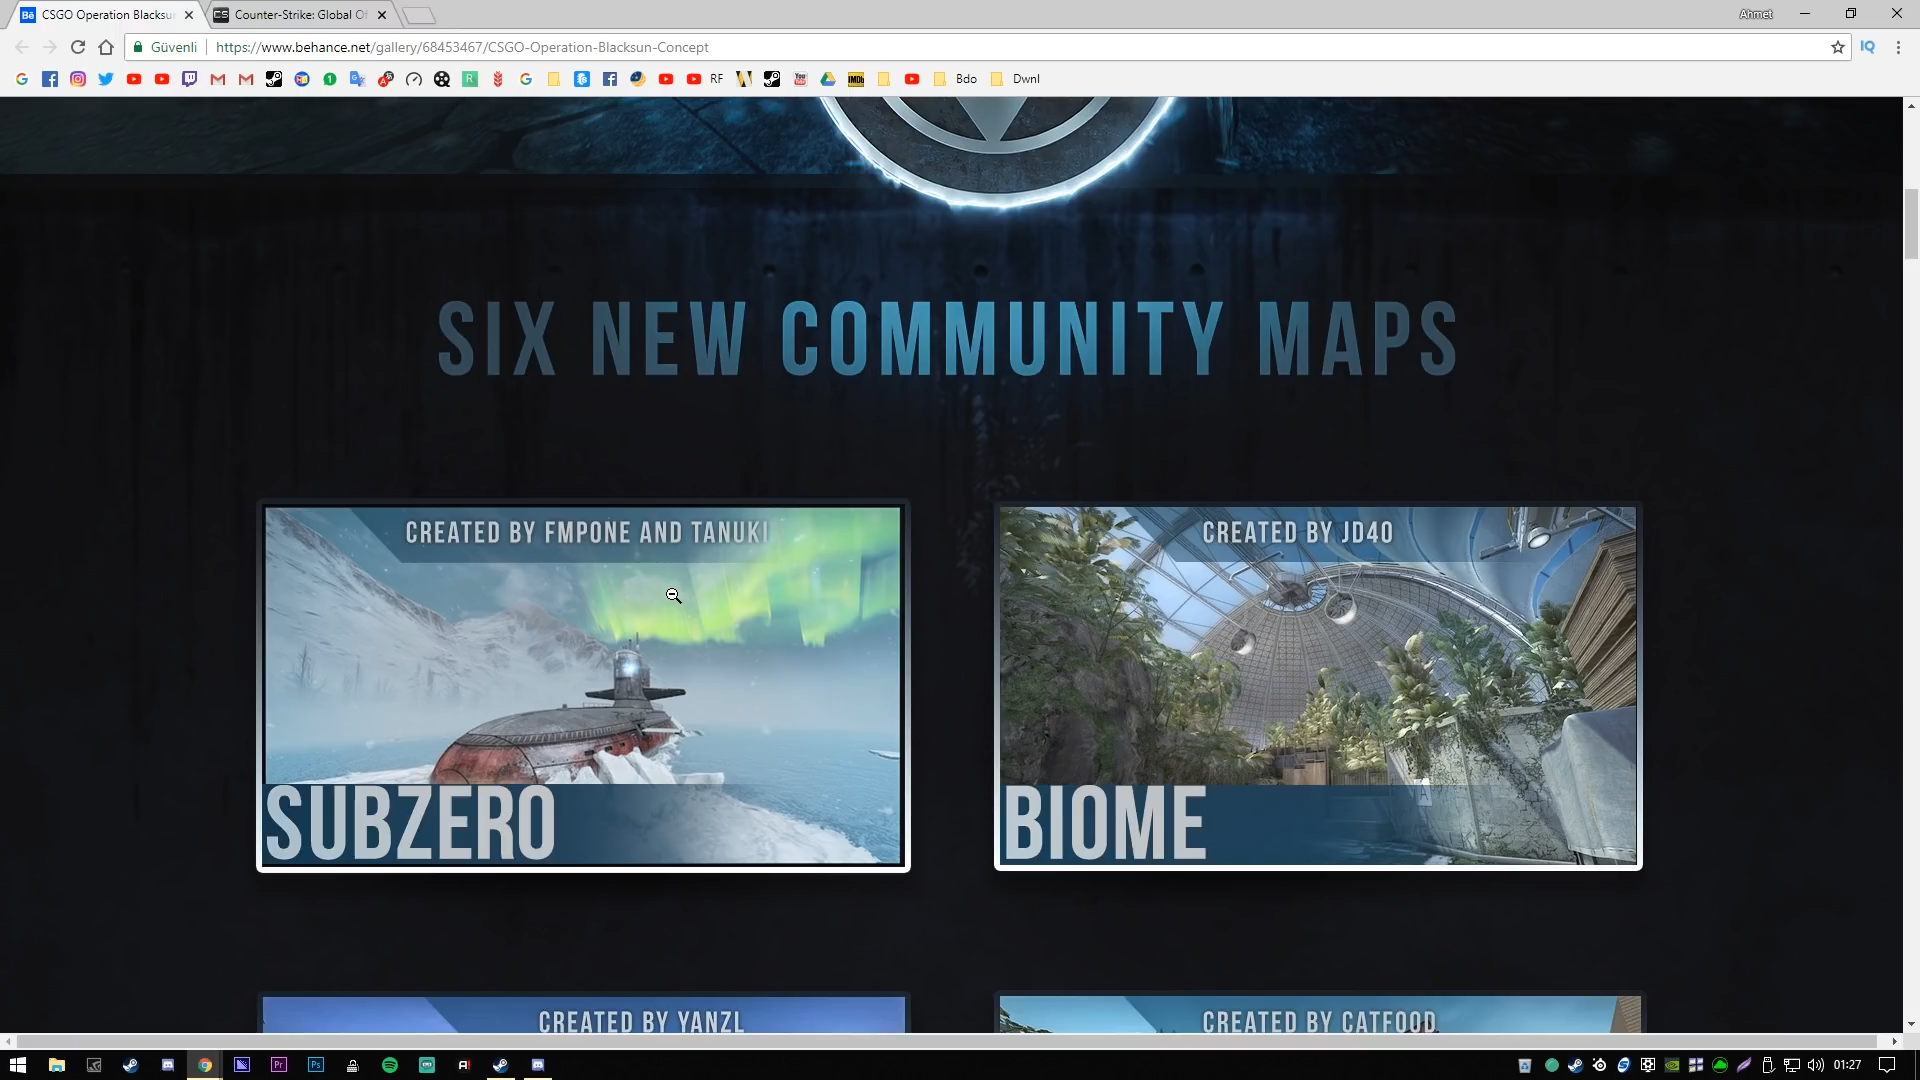 CSGO Operation Blacksun
Counter-Strike: Global Of
Ahmet
Güvenli
https://www.behance.net/gallery/68453467/CSGO-Operation-Blacksun-Concept
RF
Bdo
Dwnl
SIX NEW COMMUNITY MAPS
CREATED BY FMPONE AND TANUKI
CREATED BY JD40
SUBZERO
BIOME
CREATED BY YANZL
CREATED BY CATFOOD
01:27